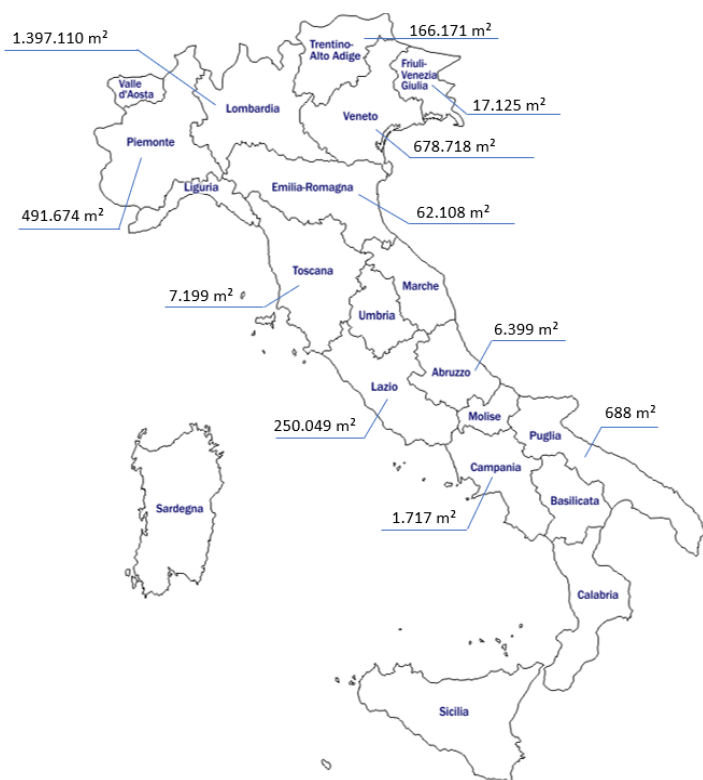 166.171 m²
1.397.110 m²
Trentino-
Alto Adige
Friuli-
Venezia
Giulia
Valle
d'Aosta
Lombardia
17.125 m²
Veneto
Piemonte
678.718 m²
Liguria
Emilia-Romagna
491.674 m²
62.108 m²
Toscana
Marche
7.199 m²
Umbria
6.399 m²
Abruzzo
Lazio
250.049 m²
Molise
688 m²
Puglia
Campania
Basilicata
Sardegna
1.717 m²
Calabria
Sicilia